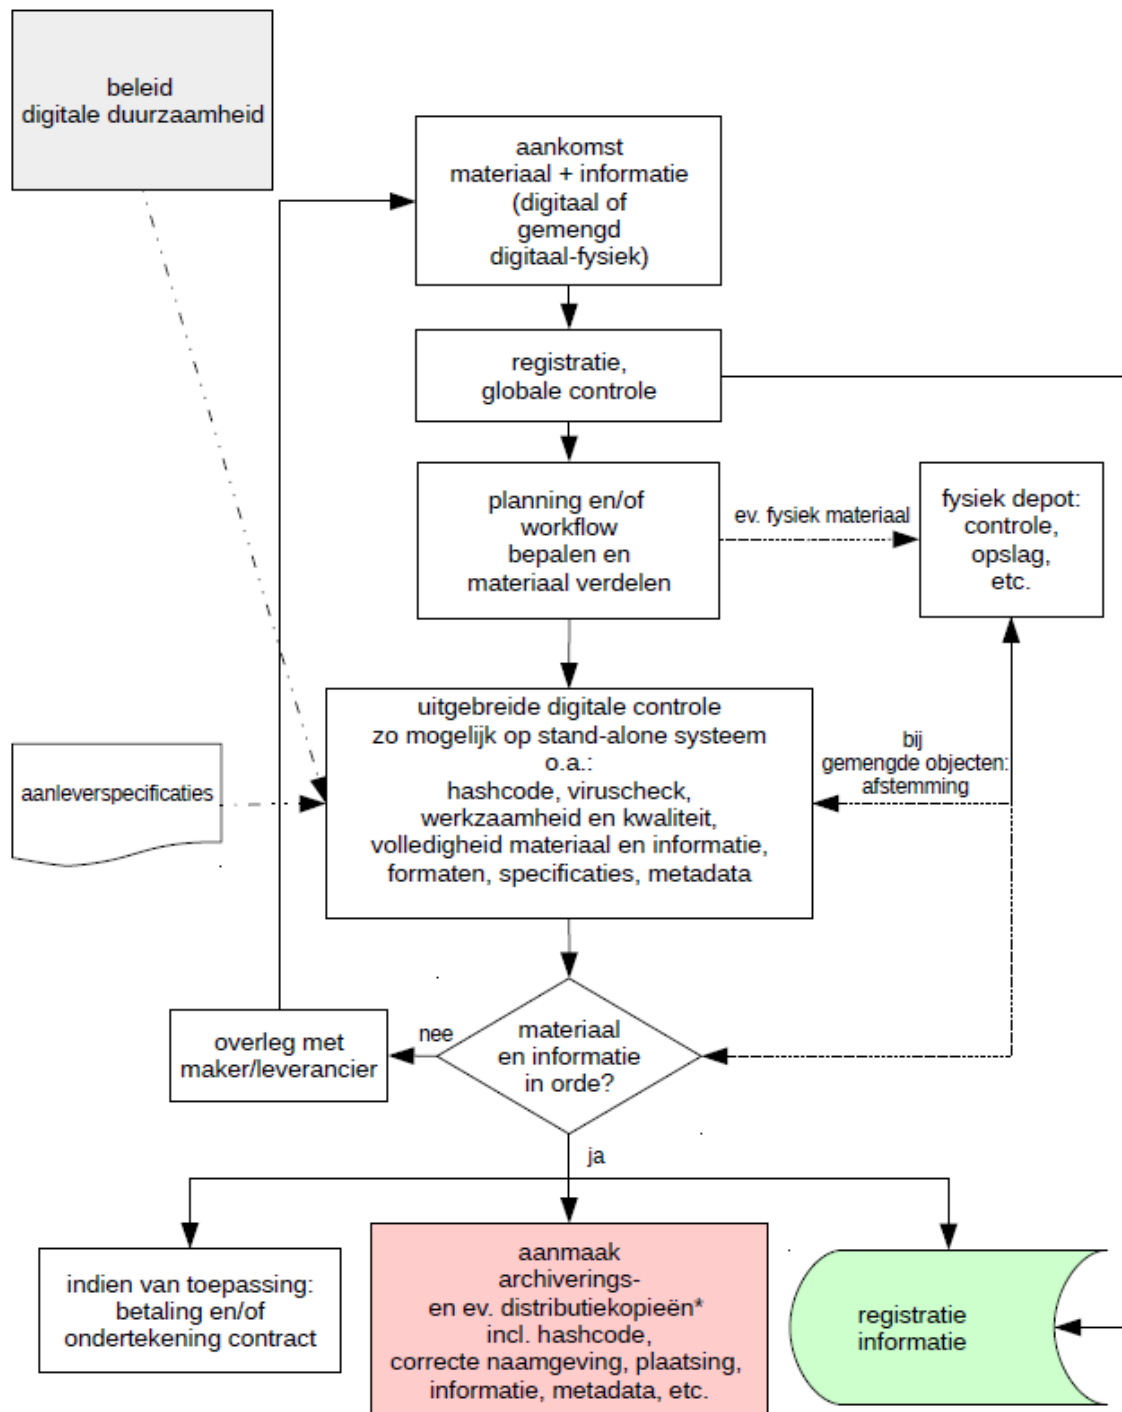 beleid
digitale duurzaamheid
aankomst
materiaal + informatie
(digitaal of
gemengd
digitaal-fysiek)
registratie,
globale controle
planning en/of
workflow
bepalen en
materiaal verdelen
ev. fysiek materiaal
fysiek depot:
controle,
opslag,
etc.
uitgebreide digitale controle
zo mogelijk op stand-alone systeem
o.a.:
hashcode, viruscheck,
werkzaamheid en kwaliteit,
volledigheid materiaal en informatie,
formaten, specificaties, metadata
bij
gemengde objecten:
afstemming
aanleverspecificaties
overleg met
maker/leverancier
nee
materiaal
en informatie
in orde?
ja
indien van toepassing:
betaling en/of
ondertekening contract
aanmaak
archiverings-
en ev. distributiekopieën*
incl. hashcode,
correcte naamgeving, plaatsing,
informatie, metadata, etc.
registratie
informatie